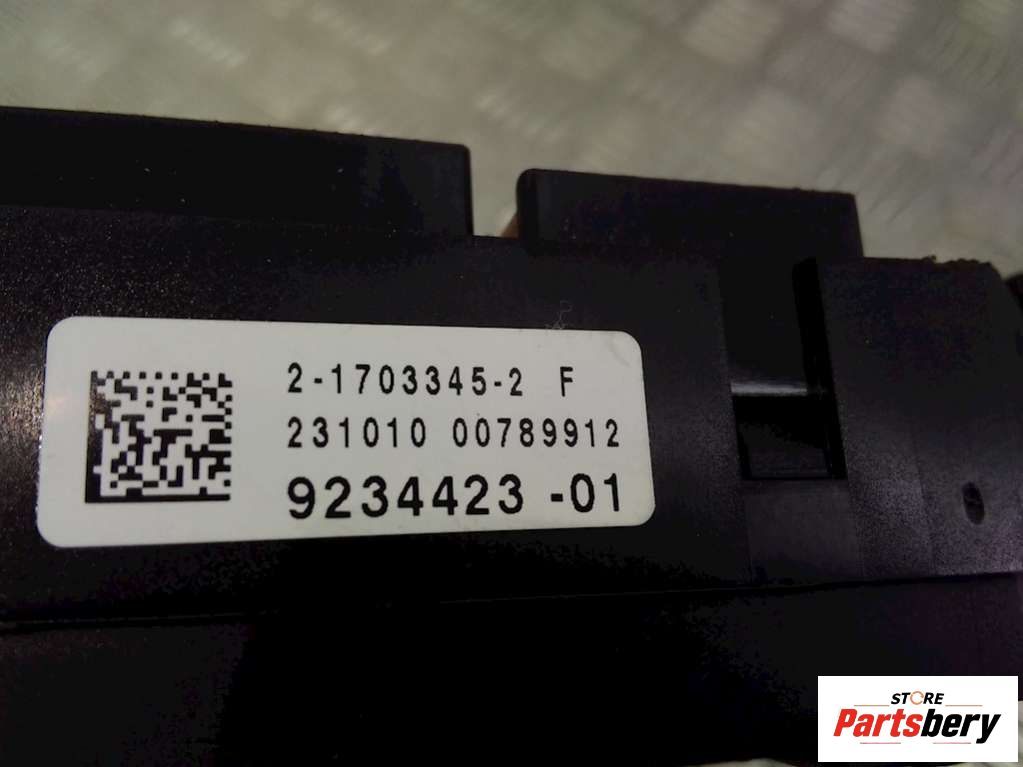 2-1703345-2 F
231010 00789912
9234423 -01
STORE
Partsbery